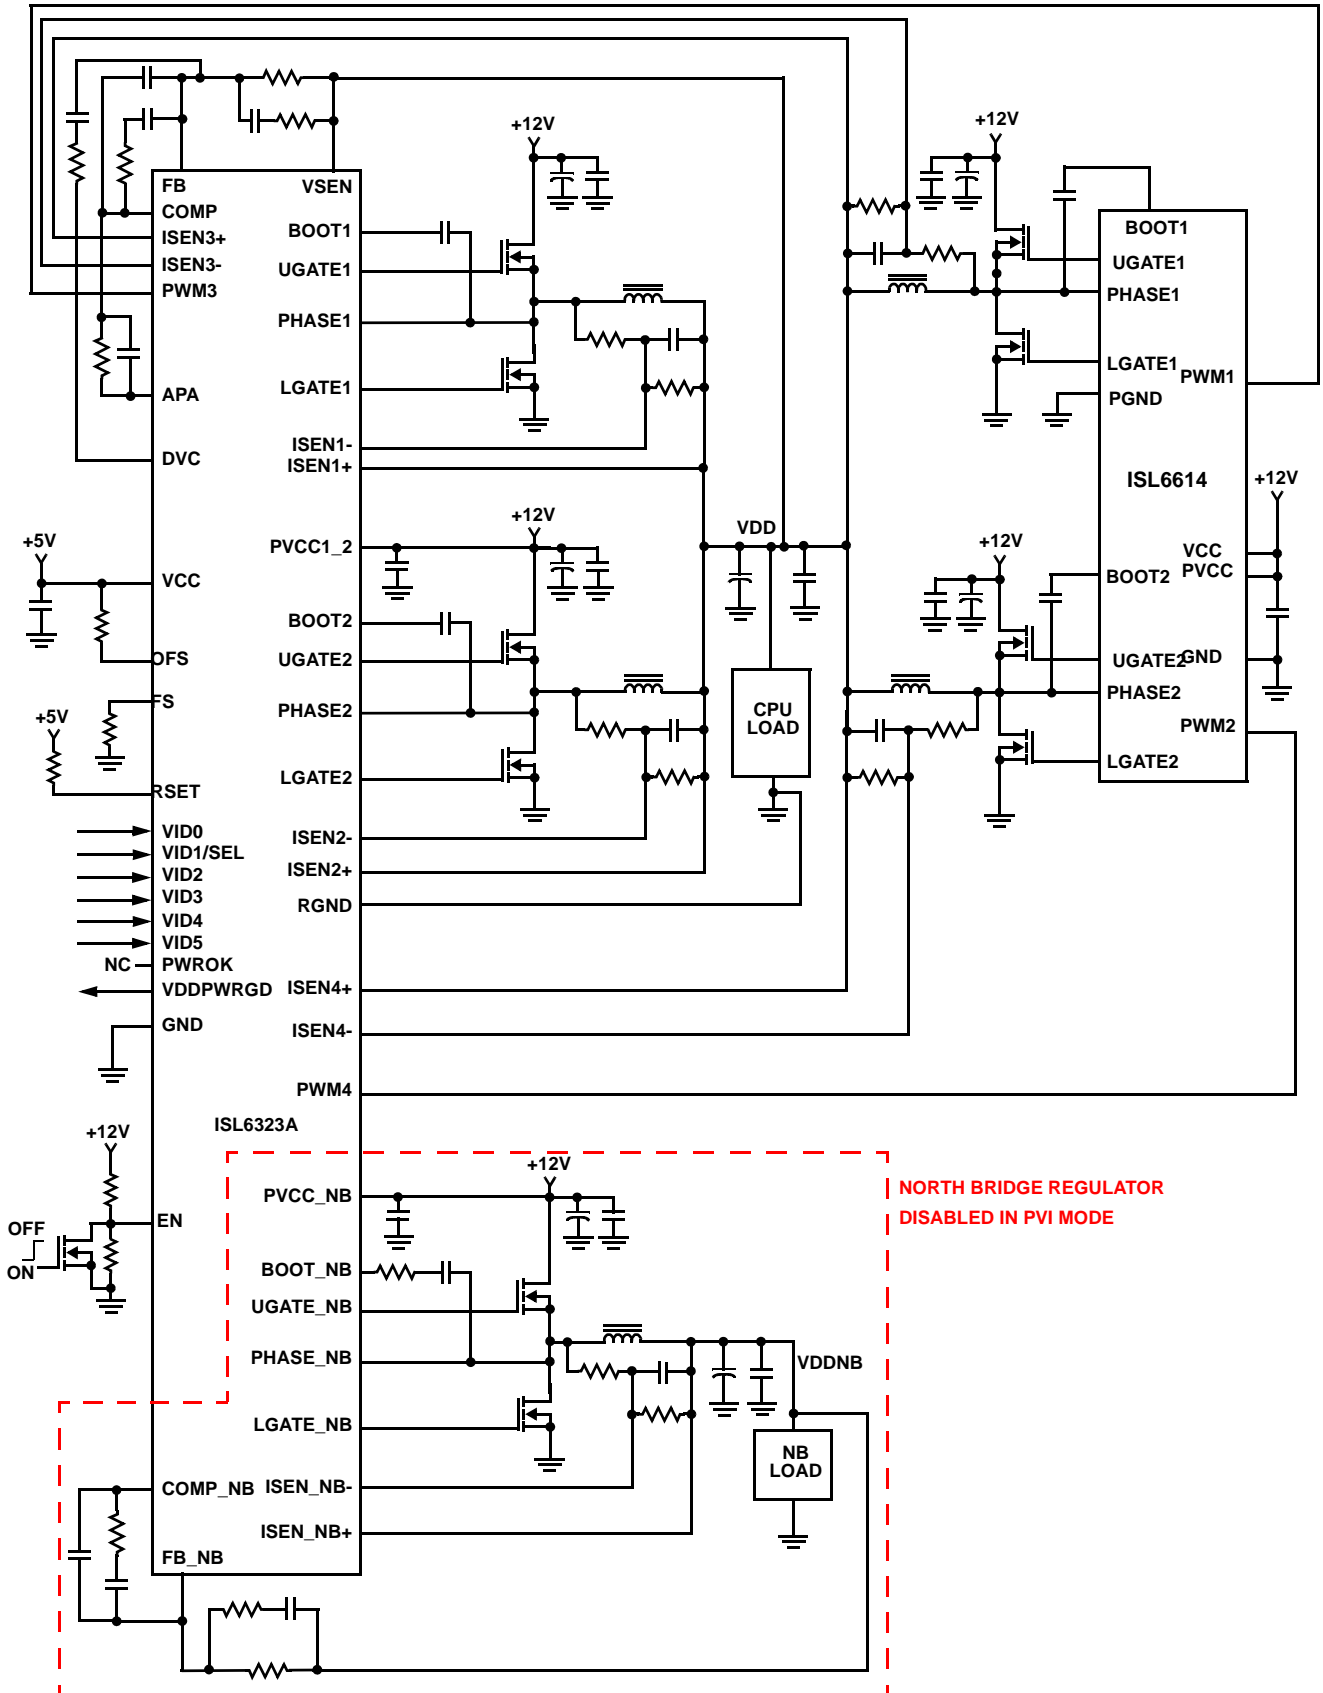 +12V
+12V
FB
VSEN
COMP
BOOT1
ISEN3+
ISEN3-
UGATE1
PWM3
PHASE1
LGATE1
APA
ISEN1-
ISEN1+
DVC
BOOT1
UGATE1
PHASE1
LGATE1
PWM1
PGND
ISL6614
+12V
+12V
VDD
+5V
PVCC1_2
VCC
+12V
VCC
PVCC
BOOT2
BOOT2
UGATE2
OFS
UGATE2
GND
FS
PHASE2
PHASE2
+5V
CPU
LOAD
PWM2
LGATE2
LGATE2
RSET
VID0
VID1/SEL
VID2
VID3
VID4
VID5
ISEN2-
ISEN2+
RGND
NC
PWROK
VDDPWRGD
ISEN4+
GND
ISEN4-
PWM4
ISL6323A
+12V
+12V
NORTH BRIDGE REGULATOR
DISABLED IN PVI MODE
PVCC_NB
EN
OFF
ON
BOOT_NB
UGATE_NB
PHASE_NB
VDDNB
LGATE_NB
NB
LOAD
COMP_NB
ISEN_NB-
ISEN_NB+
FB_NB